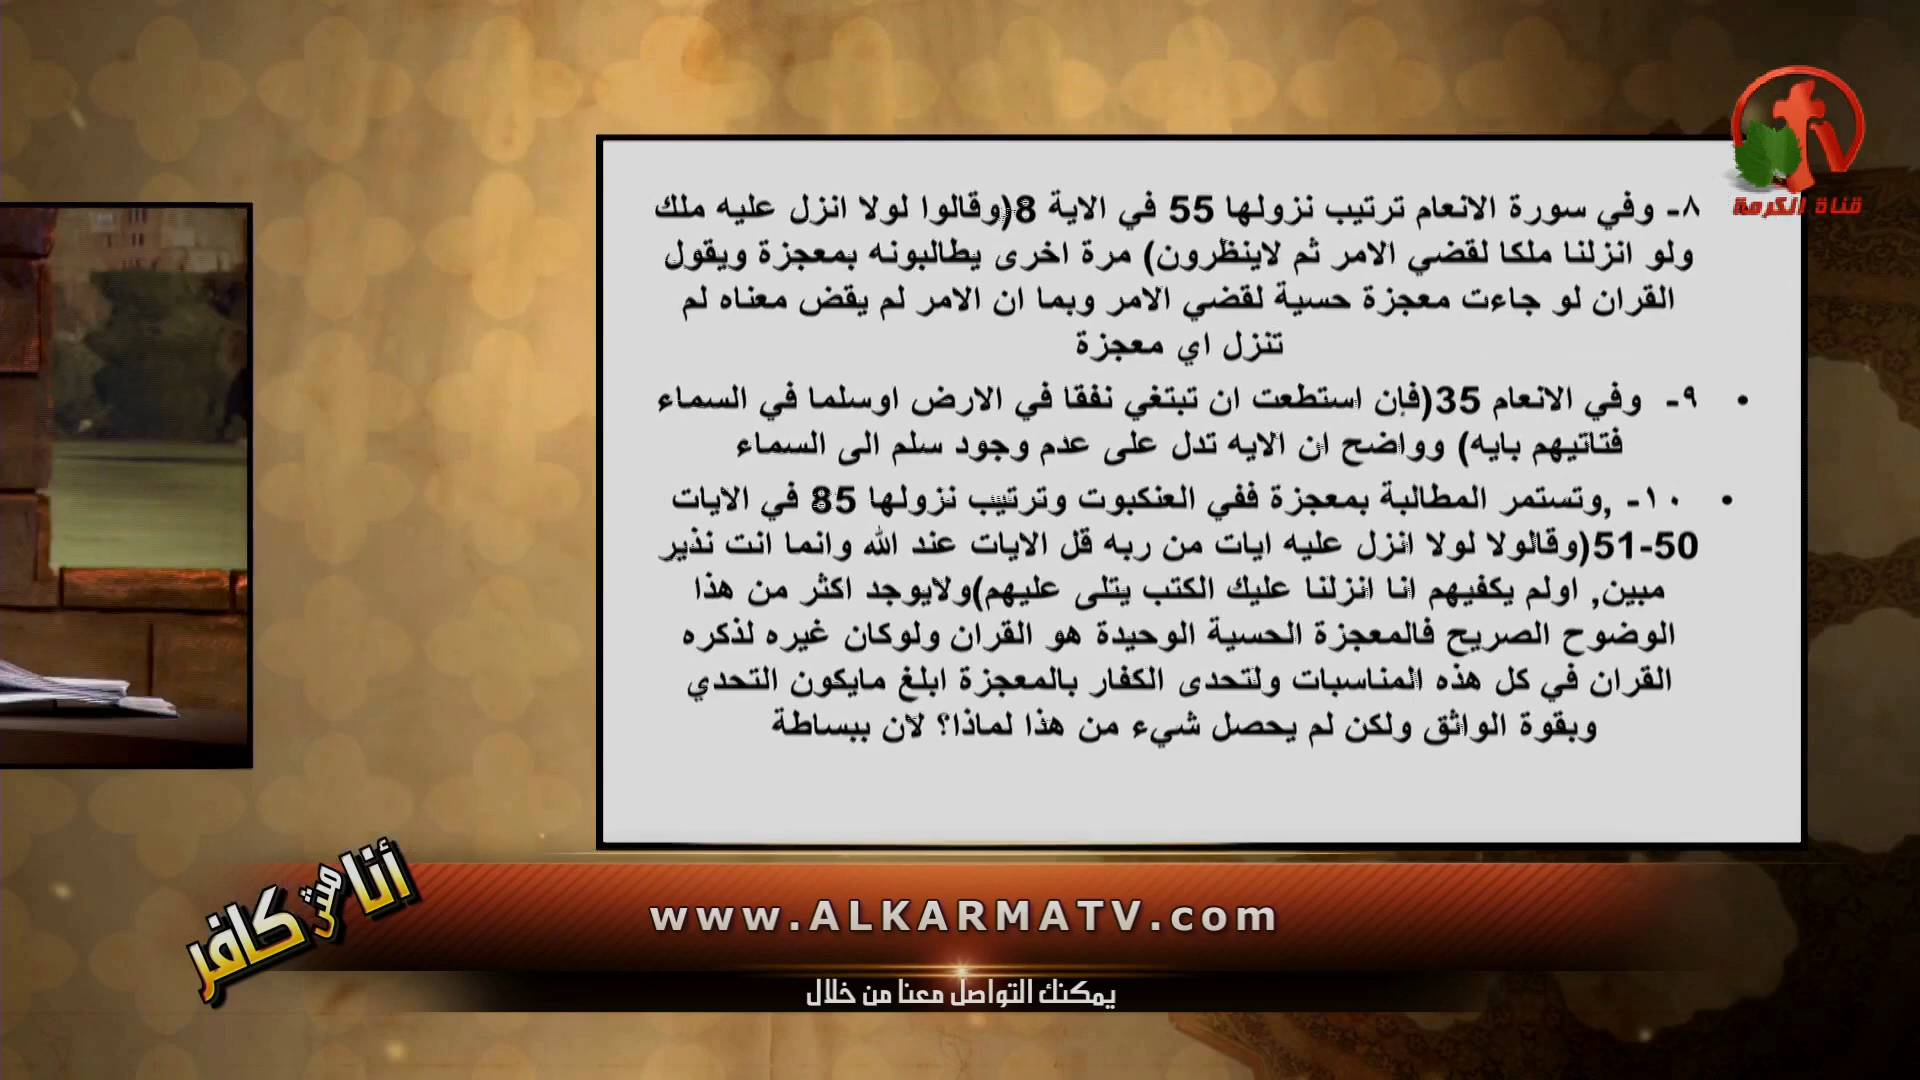 ٨- وفي سورة الانعام ترتيب نزولها 55 في الاية 8(وقالوا لولا انزل عليه ملك
ولو انزلنا ملكا لقضي الامر ثم لاينظرون) مرة اخرى يطالبونه بمعجزة ويقول
القران لو جاءت معجزة حسية لقضي الامر وبما ان الامر لم يقض معناه لم
تنزل اي معجزة
• ٩- وفي الانعام 35(فإن استطعت ان تبتغي نفقا في الارض اوسلما في السماء
فتاتيهم بايه) وواضح ان الايه تدل على عدم وجود سلم الى السماء
• ١٠- ,وتستمر المطالبة بمعجزة ففي العنكبوت وترتيب نزولها 85 في الايات
51-50(وقالولا لولا انزل عليه ايات من ربه قل الايات عند الله وانما انت نذير
مبين, اولم يكفيهم انا انزلنا عليك الكتب يتلى عليهم)ولايوجد اكثر من هذا
الوضوح الصريح فالمعجزة الحسية الوحيدة هو القران ولوكان غيره لذكره
القران في كل هذه المناسبات ولتحدى الكفار بالمعجزة ابلغ مايكون التحدي
وبقوة الواثق ولكن لم يحصل شيء من هذا لماذا؟ لان ببساطة
tv
قناة الكرمة
أنا مش كافر
www.ALKARMATV.com
يمكنك التواصل معنا من خلال